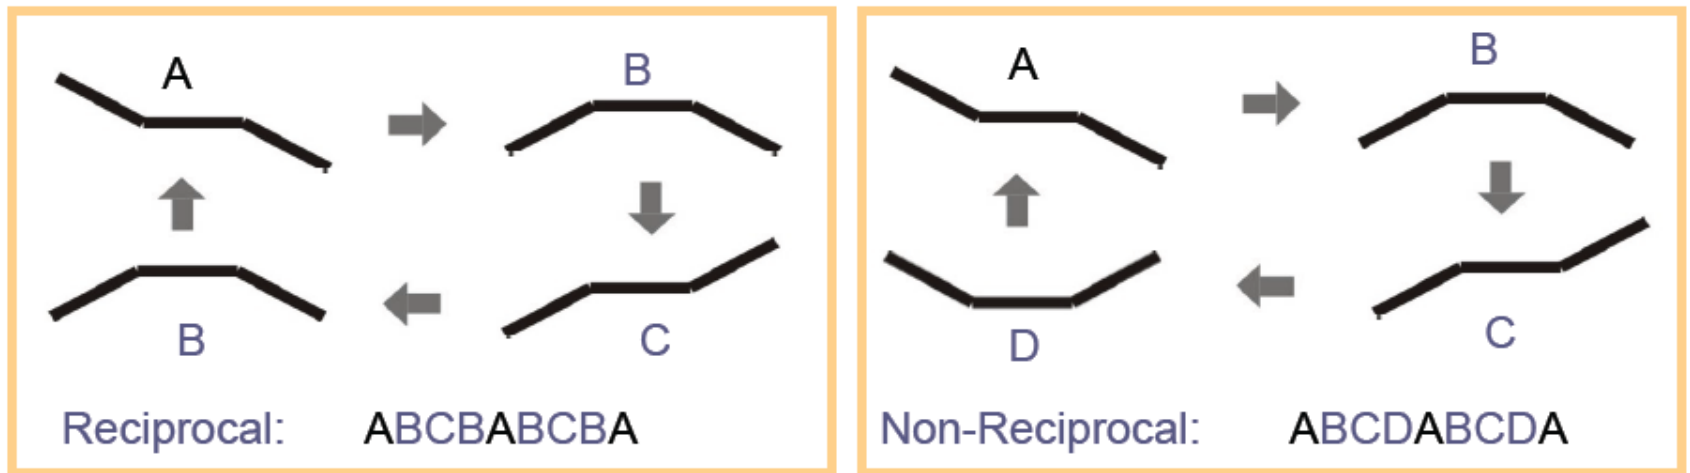 A
B
B
C
Reciprocal: ABCBABCBA
A
B
D
C
Non-Reciprocal: ABCDABCDA